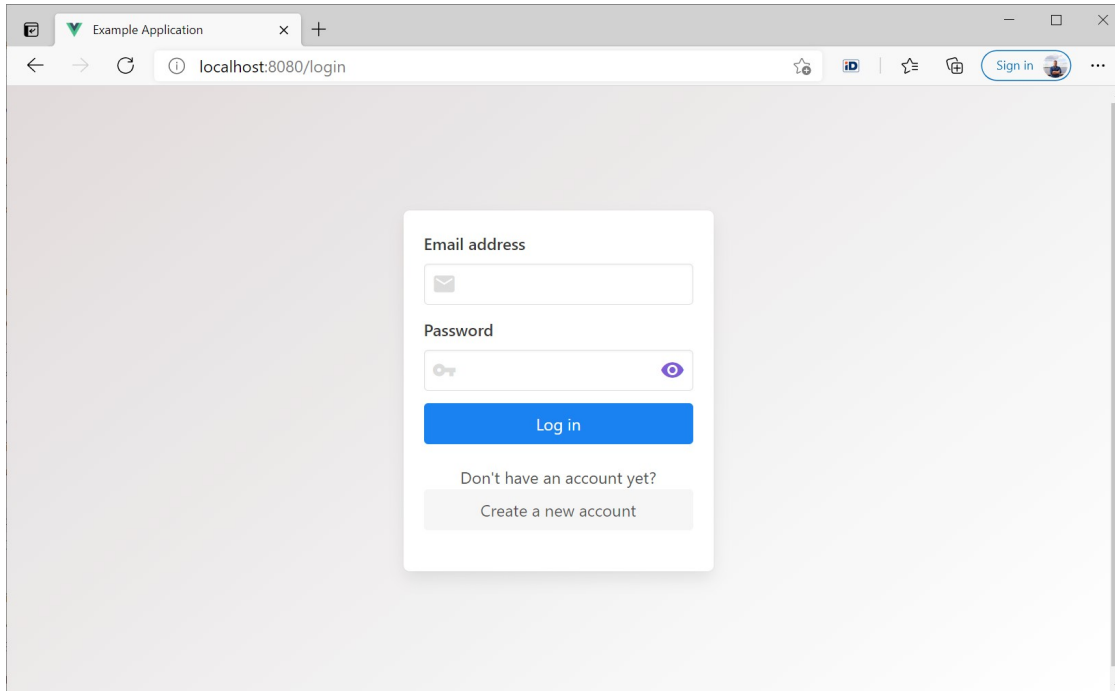 Example Application
localhost:8080/login
iD
Sign in
Email address
Password
Log in
Don't have an account yet?
Create a new account